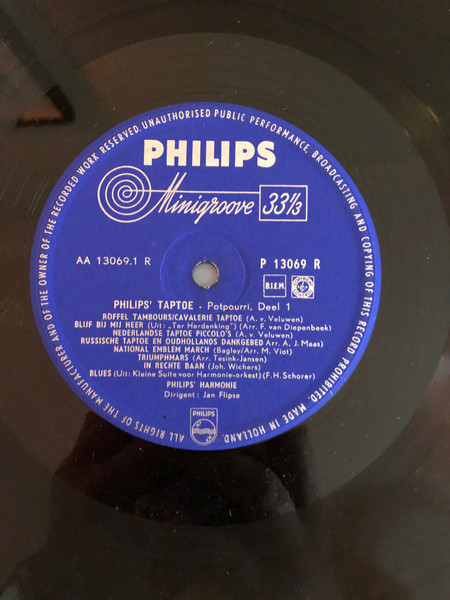 ALL RIGHTS OF THE MANUFACTURER AND OF THE OWNER OF THE RECORDED WORK RESERVED. UNAUTHORISED PUBLIC PERFORMANCE, BROADCASTING AND COPYING OF THIS RECORD PROHIBITED. MADE IN HOLLAND.
PHILIPS
Minigroove 33⅓
AA 13069.1 R
P 13069 R
B.I.E.M.
PHILIPS' TAPTOE · Potpourri, Deel 1
ROFFEL TAMBOURS/CAVALERIE TAPTOE (A. v. Veluwen)
BLIJF BIJ MIJ HEER (Uit: „Ter Herdenking") (Arr. F. van Diepenbeek)
NEDERLANDSE TAPTOE PICCOLO'S (A. v. Veluwen)
RUSSISCHE TAPTOE EN OUDHOLLANDS DANKGEBED Arr. A. J. Maas)
NATIONAL EMBLEM MARCH (Bagley/Arr. M. Viot)
TRIUMPHMARS (Arr. Tesink-Jansen)
IN RECHTE BAAN (Joh. Wichers)
BLUES (Uit: Kleine Suite voor Harmonie-orkest) (F. H. Schorer)
PHILIPS' HARMONIE
Dirigent: Jan Flipse
PHILIPS